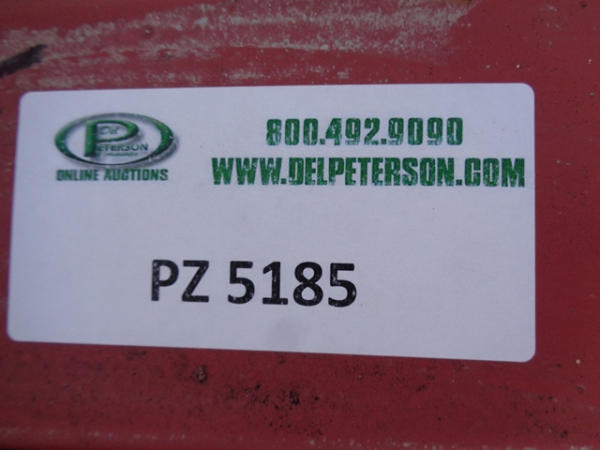 Del
PETERSON
ONLINE AUCTIONS
800.492.9090
WWW.DELPETERSON.COM
PZ 5185